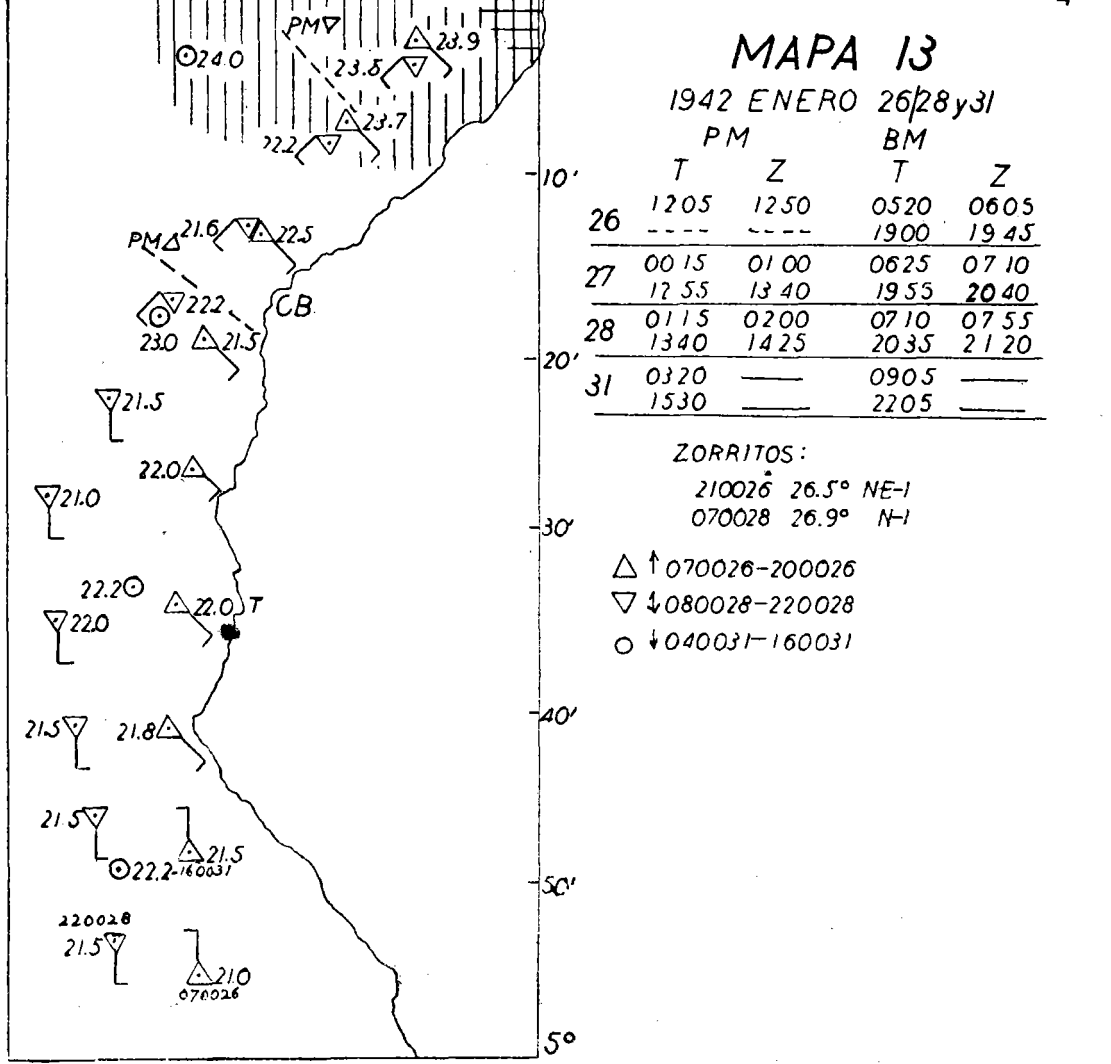 PM▽
24.0
23.9
23.8
23.7
22.2
10'
21.6
22.5
PM△
22.2
CB
23.0
21.5
20'
21.5
22.0
21.0
30'
22.2
22.0 T
22.0
40'
21.5
21.8
21.5
21.5
22.2-160031
50'
220028
21.5
21.0
070026
5°
MAPA 13
1942 ENERO 26/28 y 31
PM BM
T Z T Z
26 1205 1250 0520 0605
---- ---- 1900 1945
27 0015 0100 0625 0710
1255 1340 1955 2040
28 0115 0200 0710 0755
1340 1425 2035 2120
31 0320 —— 0905 ——
1530 —— 2205 ——
ZORRITOS:
210026 26.5° NE-1
070028 26.9° N-1
△ ↑ 070026-200026
▽ ↓ 080028-220028
○ ↓ 040031-160031